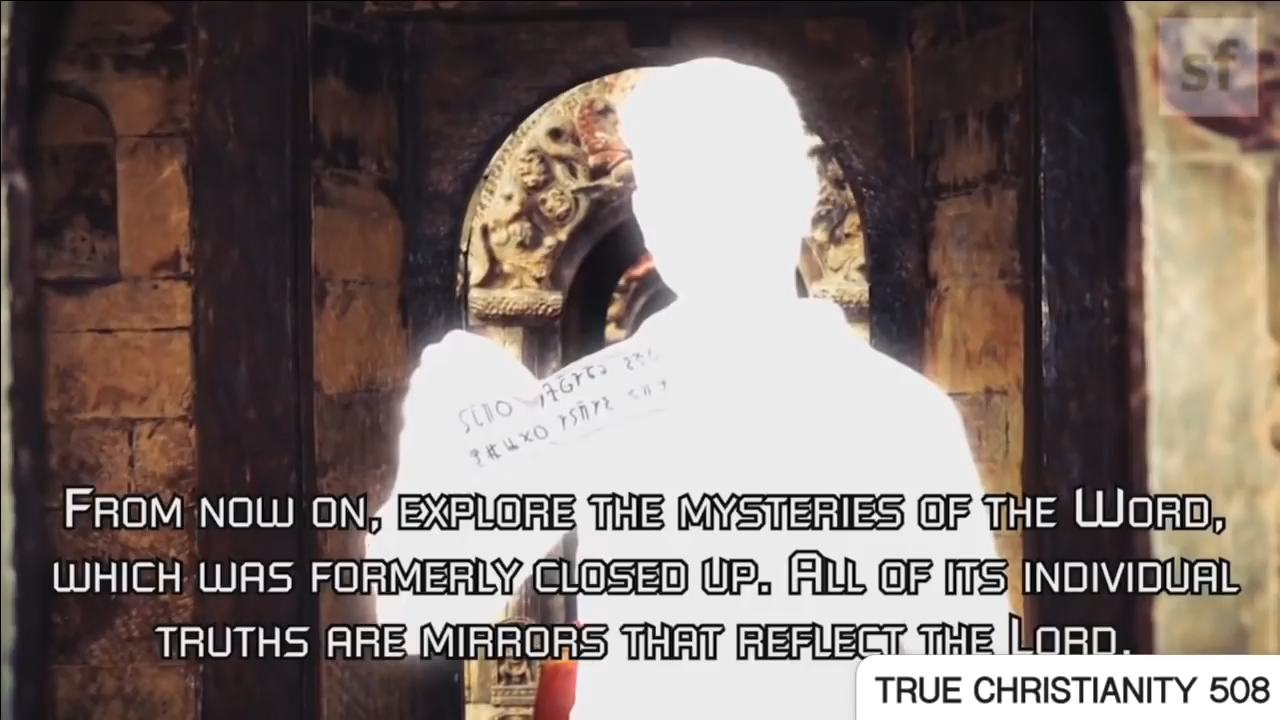 sf
FROM NOW ON, EXPLORE THE MYSTERIES OF THE WORD,
WHICH WAS FORMERLY CLOSED UP. ALL OF ITS INDIVIDUAL
TRUTHS ARE MIRRORS THAT REFLECT THE LORD.
TRUE CHRISTIANITY 508